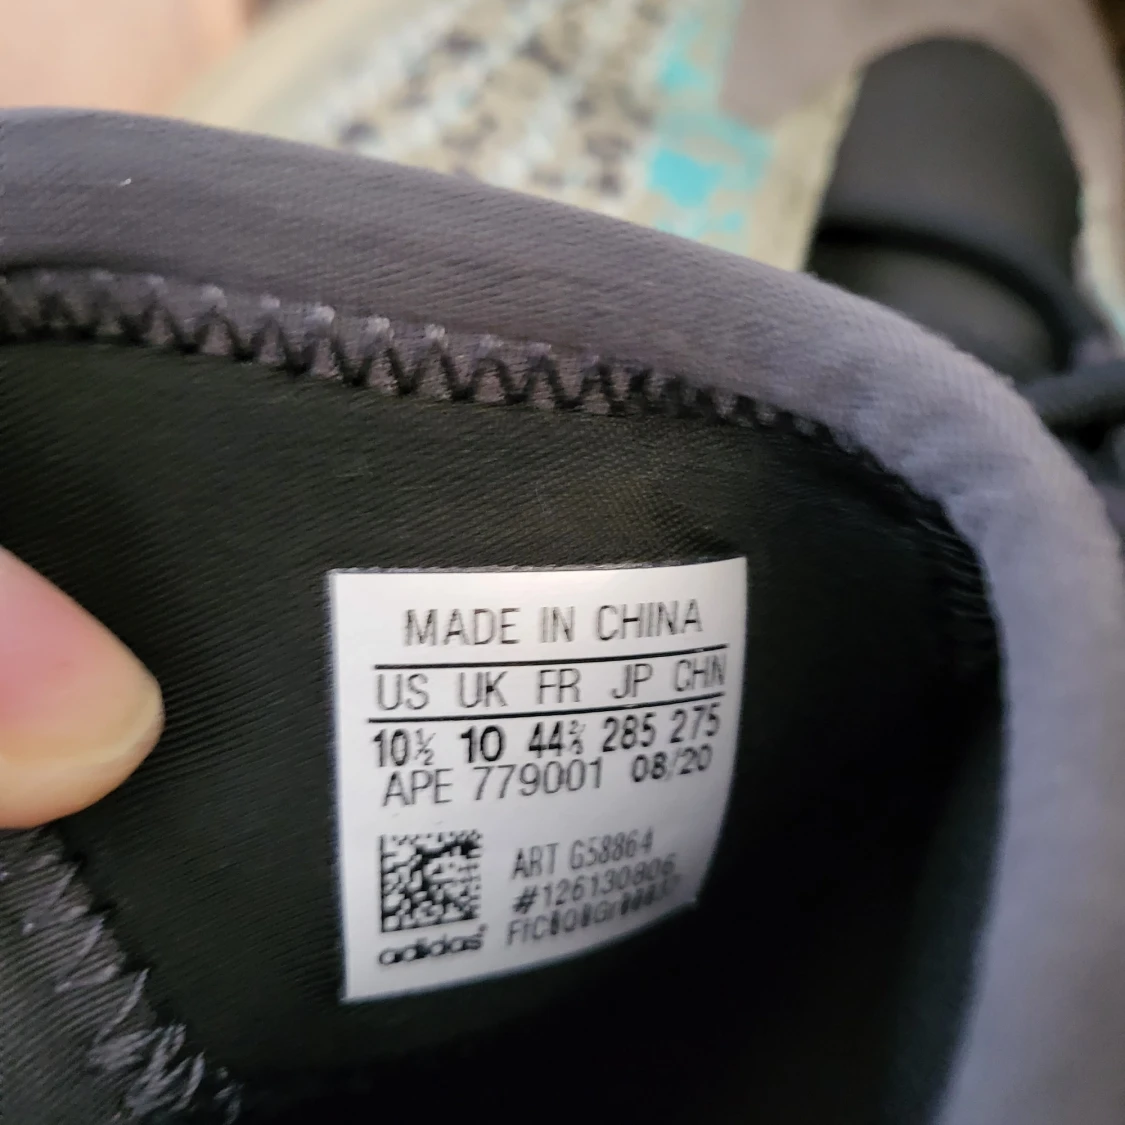 MADE IN CHINA
US UK FR JP CHN
10½ 10 44⅔ 285 275
APE 779001 08/20
ART G58864
#126130806
adidas